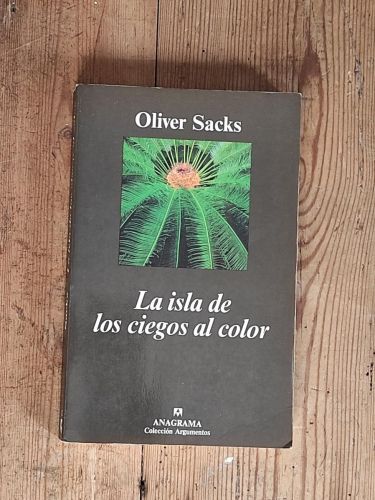 Oliver Sacks
La isla de
los ciegos al color
ANAGRAMA
Colección Argumentos